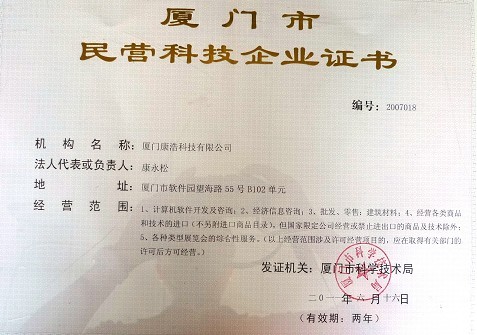 厦门市
民营科技企业证书
编号：2007018
机构名称：厦门康浩科技有限公司
法人代表或负责人：康永松
地址：厦门市软件园望海路55号B102单元
经营范围：1、计算机软件开发及咨询；2、经济信息咨询；3、批发、零售；建筑材料；4、经营各类商品
和技术的进口（不另附进口商品目录），但国家限定公司经营或禁止进出口的商品及技术除外；
5、各种类型展览会的综合性服务。（以上经营范围涉及许可经营项目的，应在取得有关部门的
许可后方可经营。）
发证机关：厦门市科学技术局
二〇一一年六月十六日
（有效期：两年）